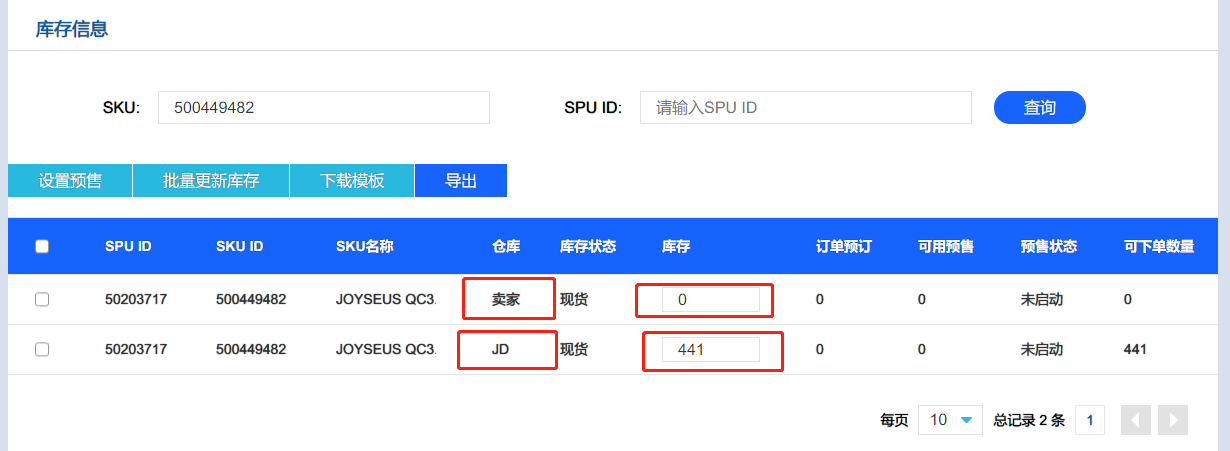 库存信息
SKU: 500449482 SPU ID: 请输入SPU ID 查询
设置预售 批量更新库存 下载模板 导出
SPU ID SKU ID SKU名称 仓库 库存状态 库存 订单预订 可用预售 预售状态 可下单数量
50203717 500449482 JOYSEUS QC3. 卖家 现货 0 0 0 未启动 0
50203717 500449482 JOYSEUS QC3. JD 现货 441 0 0 未启动 441
每页 10 总记录 2 条 1